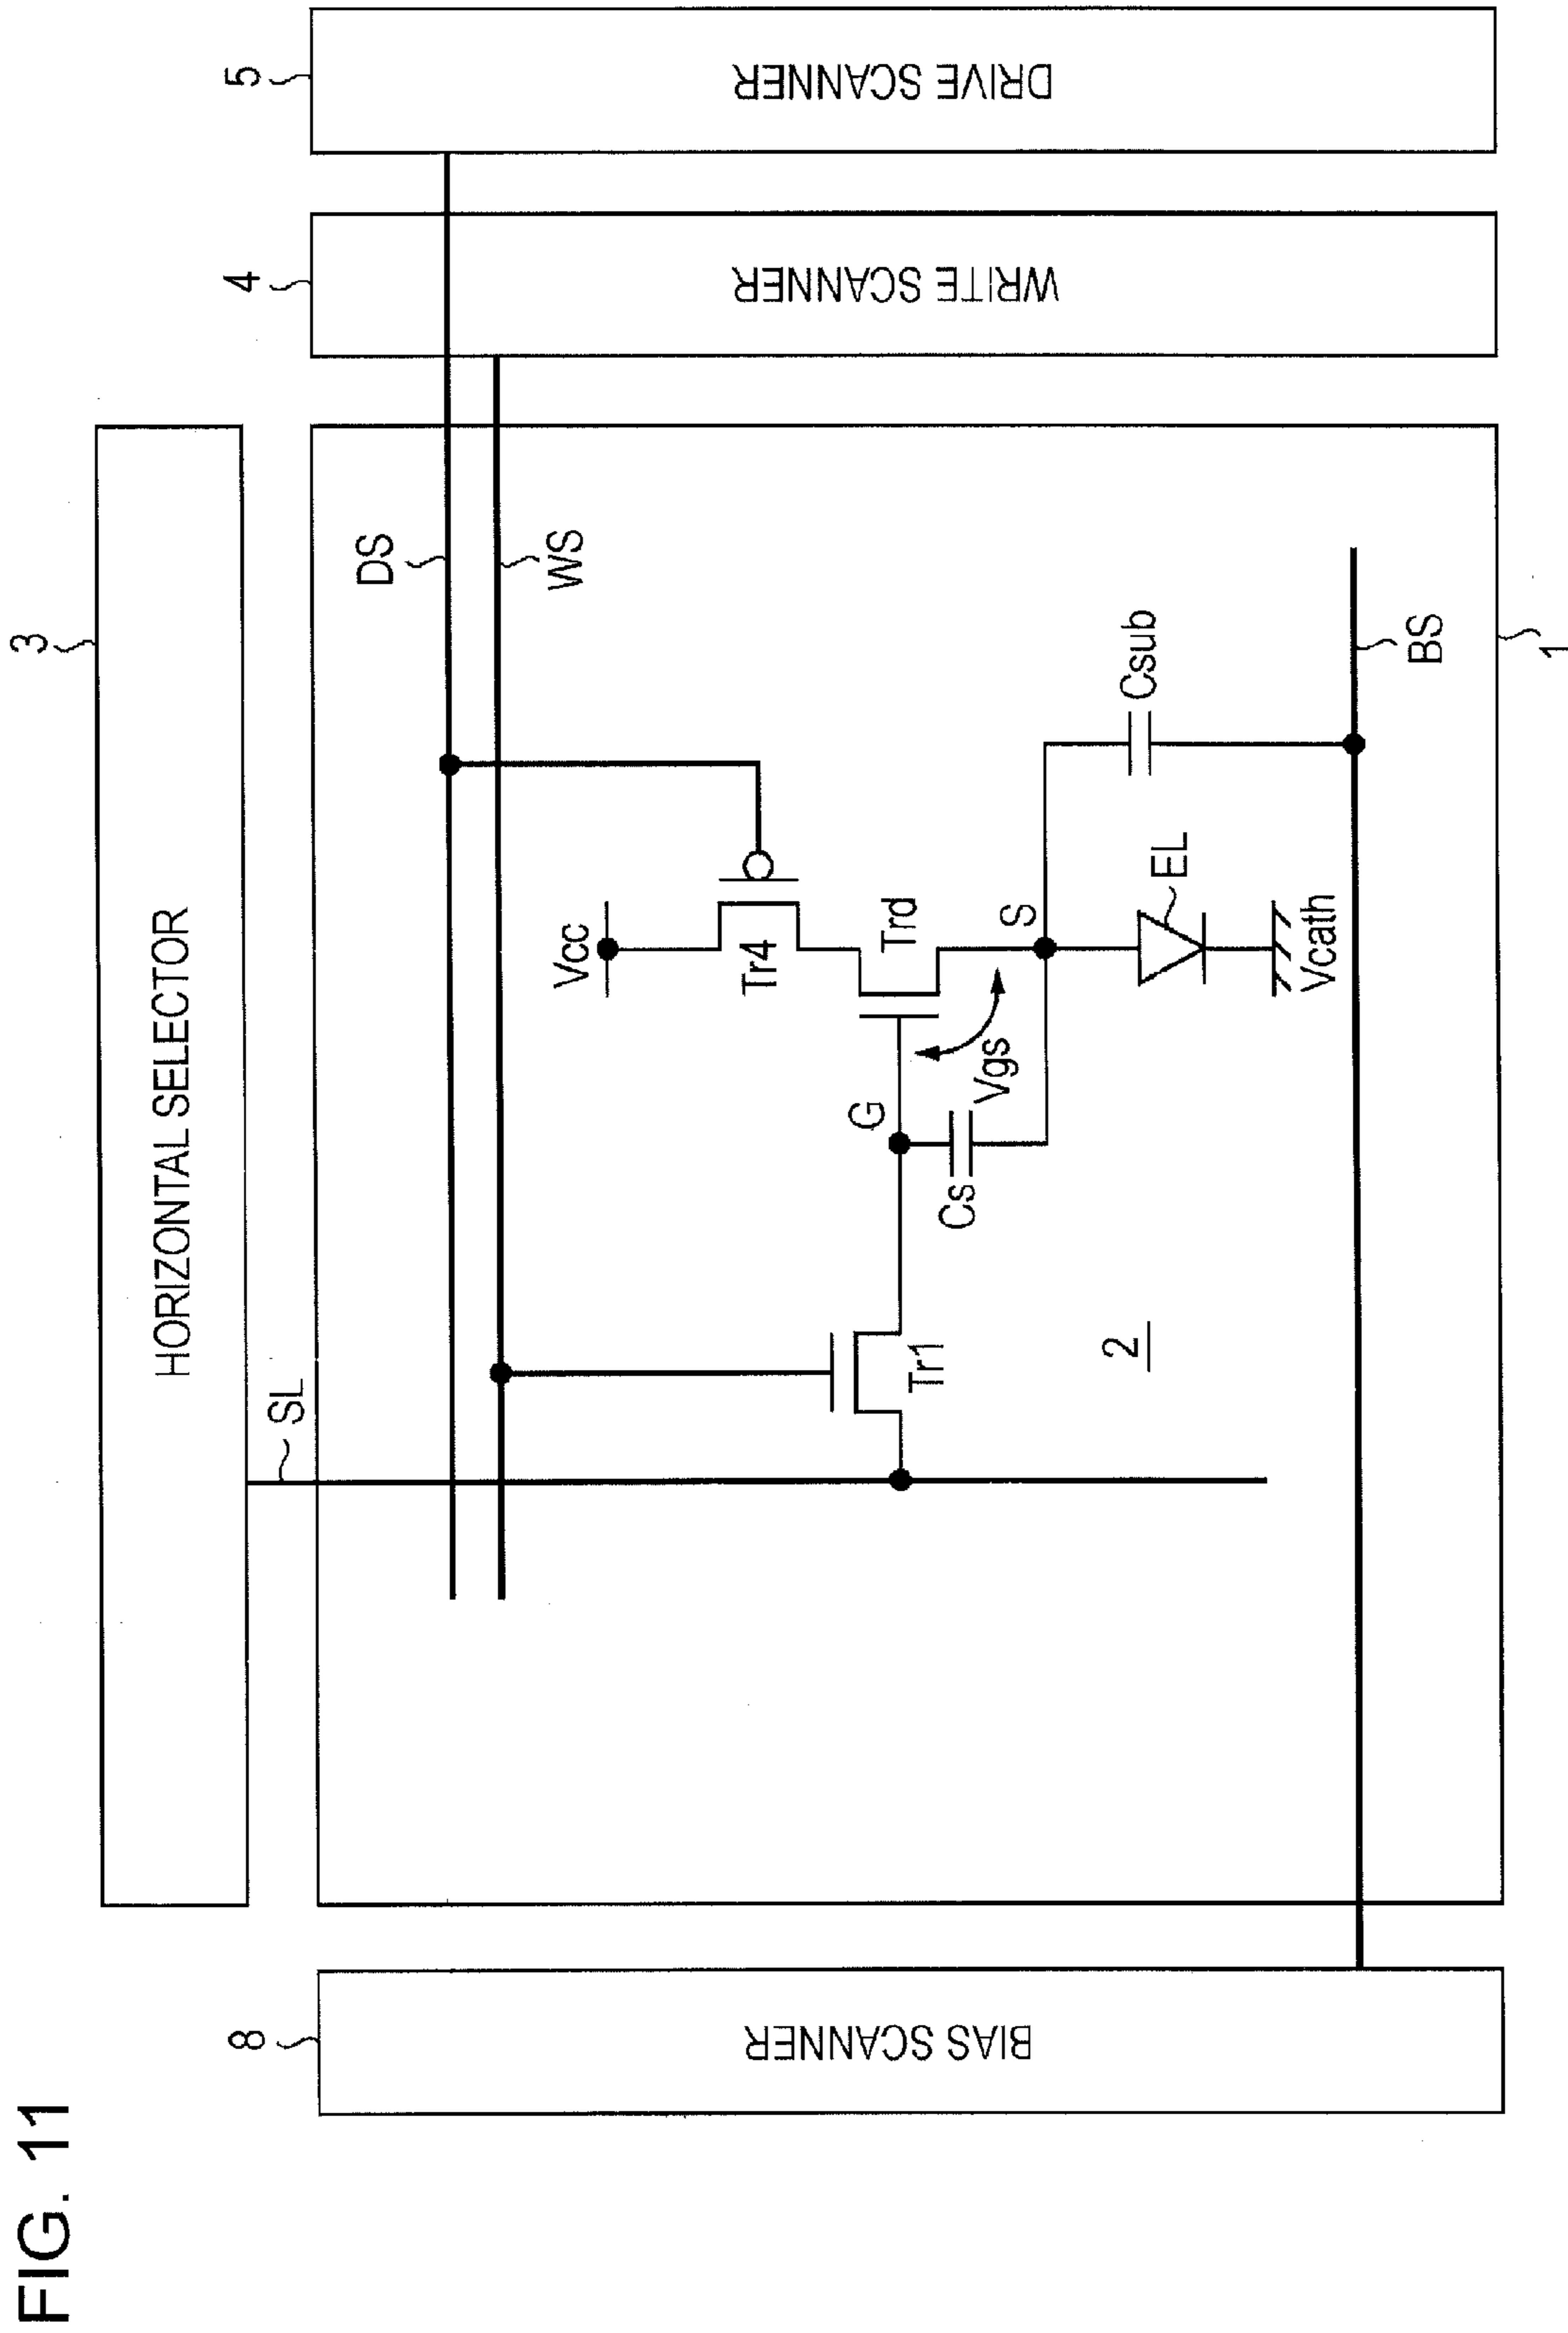 FIG. 11
3
HORIZONTAL SELECTOR
SL
8
BIAS SCANNER
4
WRITE SCANNER
5
DRIVE SCANNER
DS
WS
Vcc
Tr4
Trd
G
S
Vgs
Cs
Tr1
Csub
EL
2
Vcath
BS
1